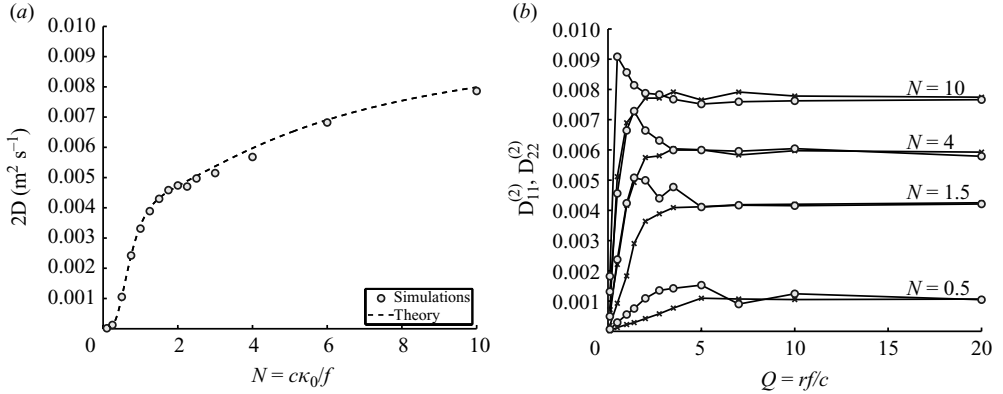 (a)
0.010
0.009
0.008
0.007
0.006
0.005
0.004
0.003
0.002
0.001
2D (m² s⁻¹)
0
2
4
6
8
10
N = cκ₀/f
Simulations
Theory
(b)
0.010
0.009
0.008
0.007
0.006
0.005
0.004
0.003
0.002
0.001
D₁₁⁽²⁾, D₂₂⁽²⁾
N = 10
N = 4
N = 1.5
N = 0.5
0
5
10
15
20
Q = rf/c